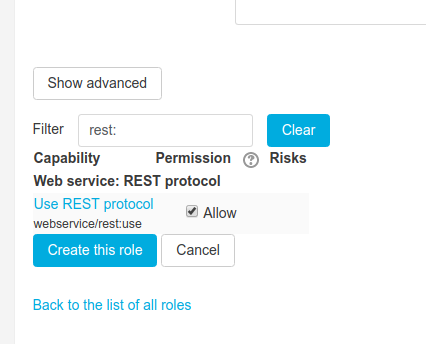 Show advanced
Filter rest: Clear
Capability Permission ? Risks
Web service: REST protocol
Use REST protocol
Allow
webservice/rest:use
Create this role Cancel
Back to the list of all roles